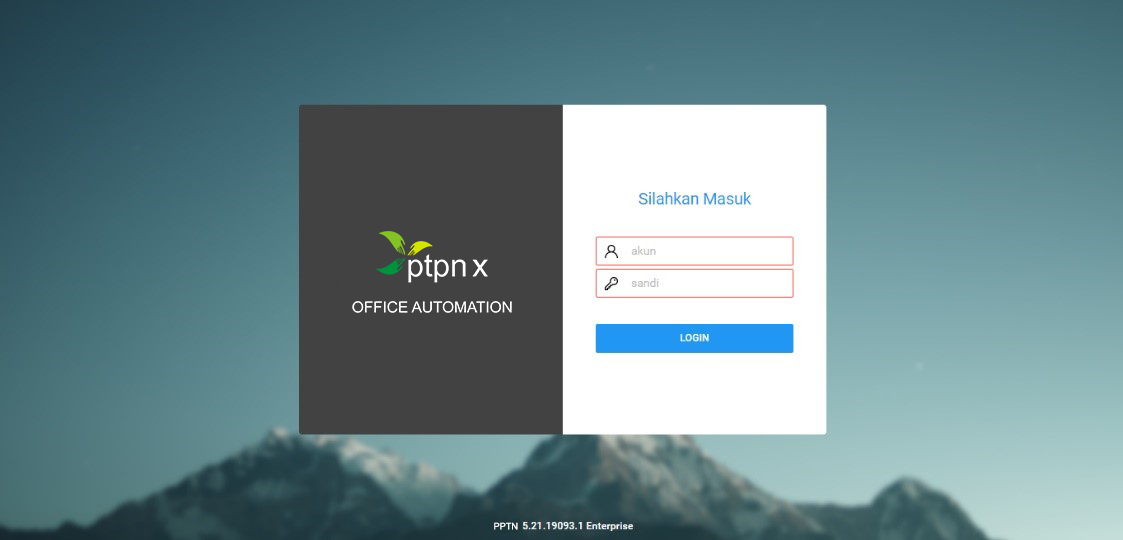 ptpn x
OFFICE AUTOMATION
Silahkan Masuk
akun
sandi
LOGIN
PPTN 5.21.19093.1 Enterprise